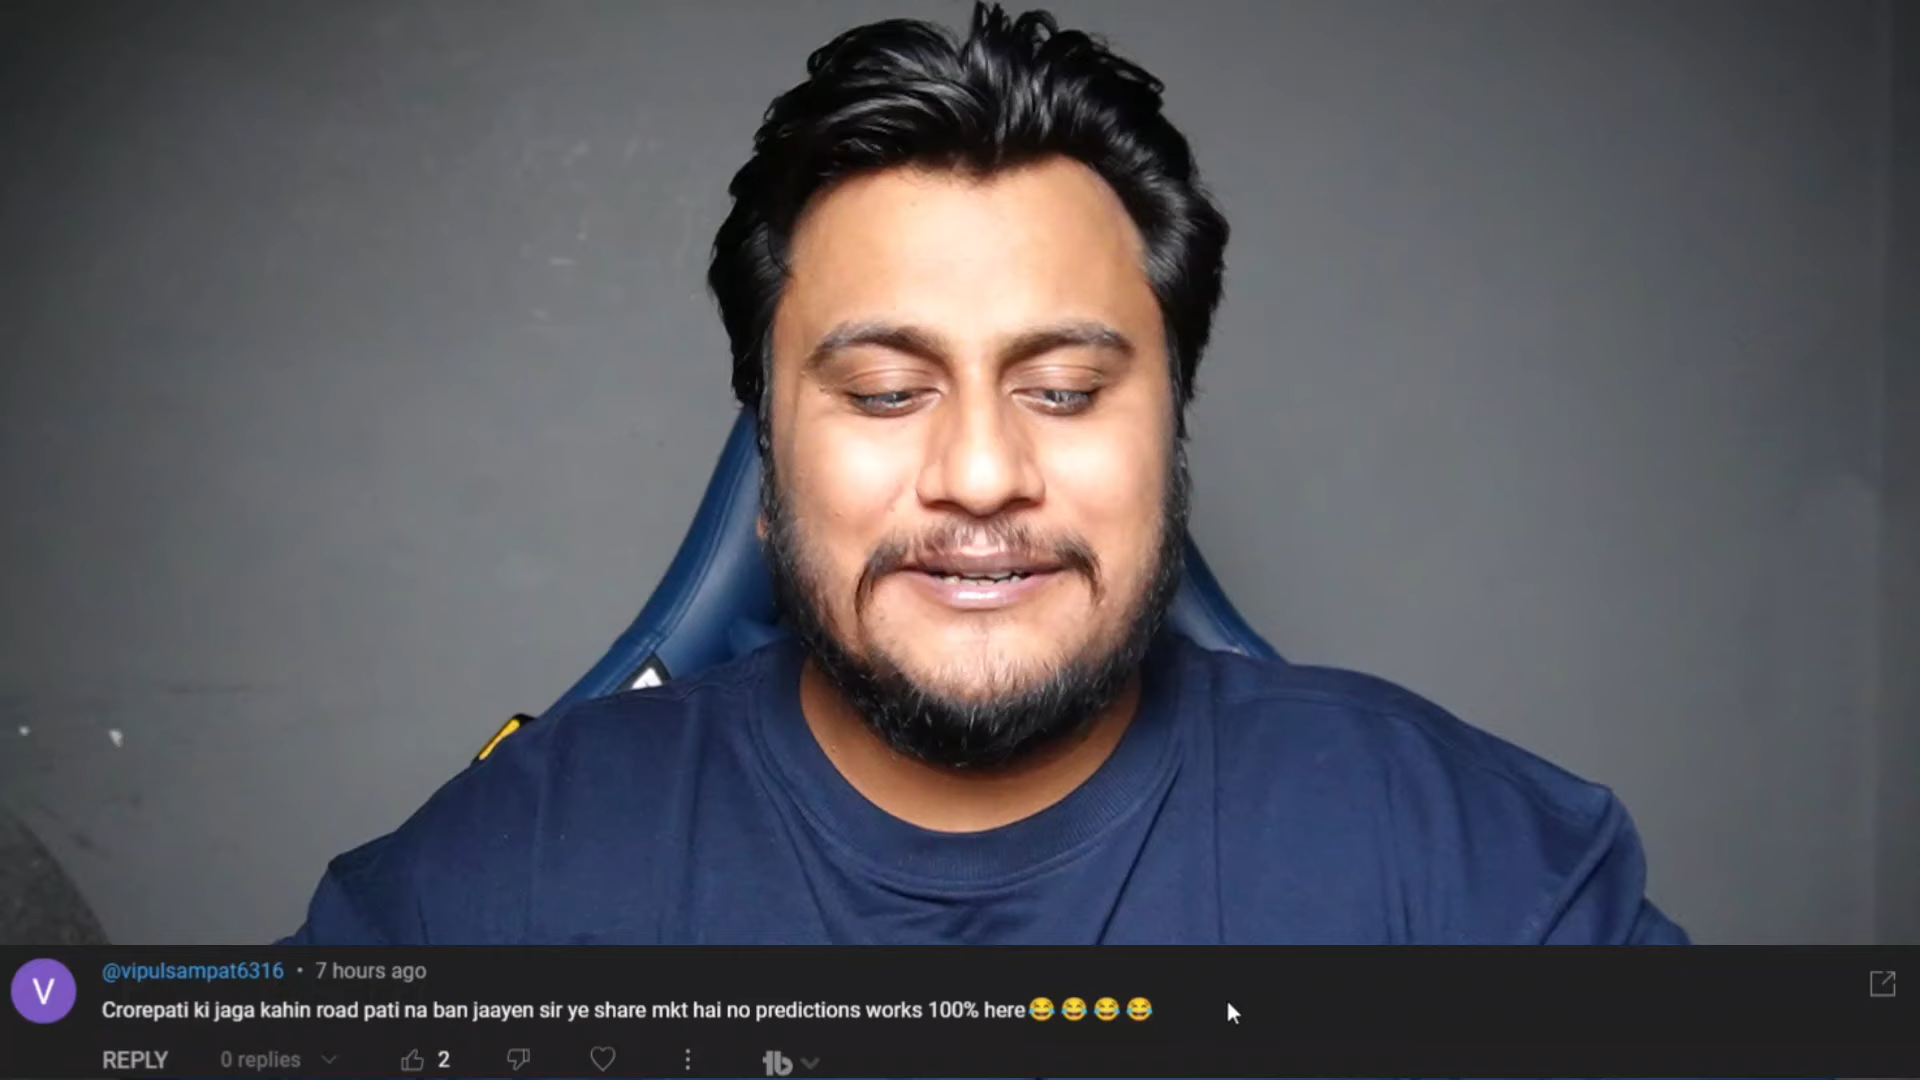 @vipulsampat6316 • 7 hours ago
Crorepati ki jaga kahin road pati na ban jaayen sir ye share mkt hai no predictions works 100% here😂😂😂😂
REPLY 0 replies 2